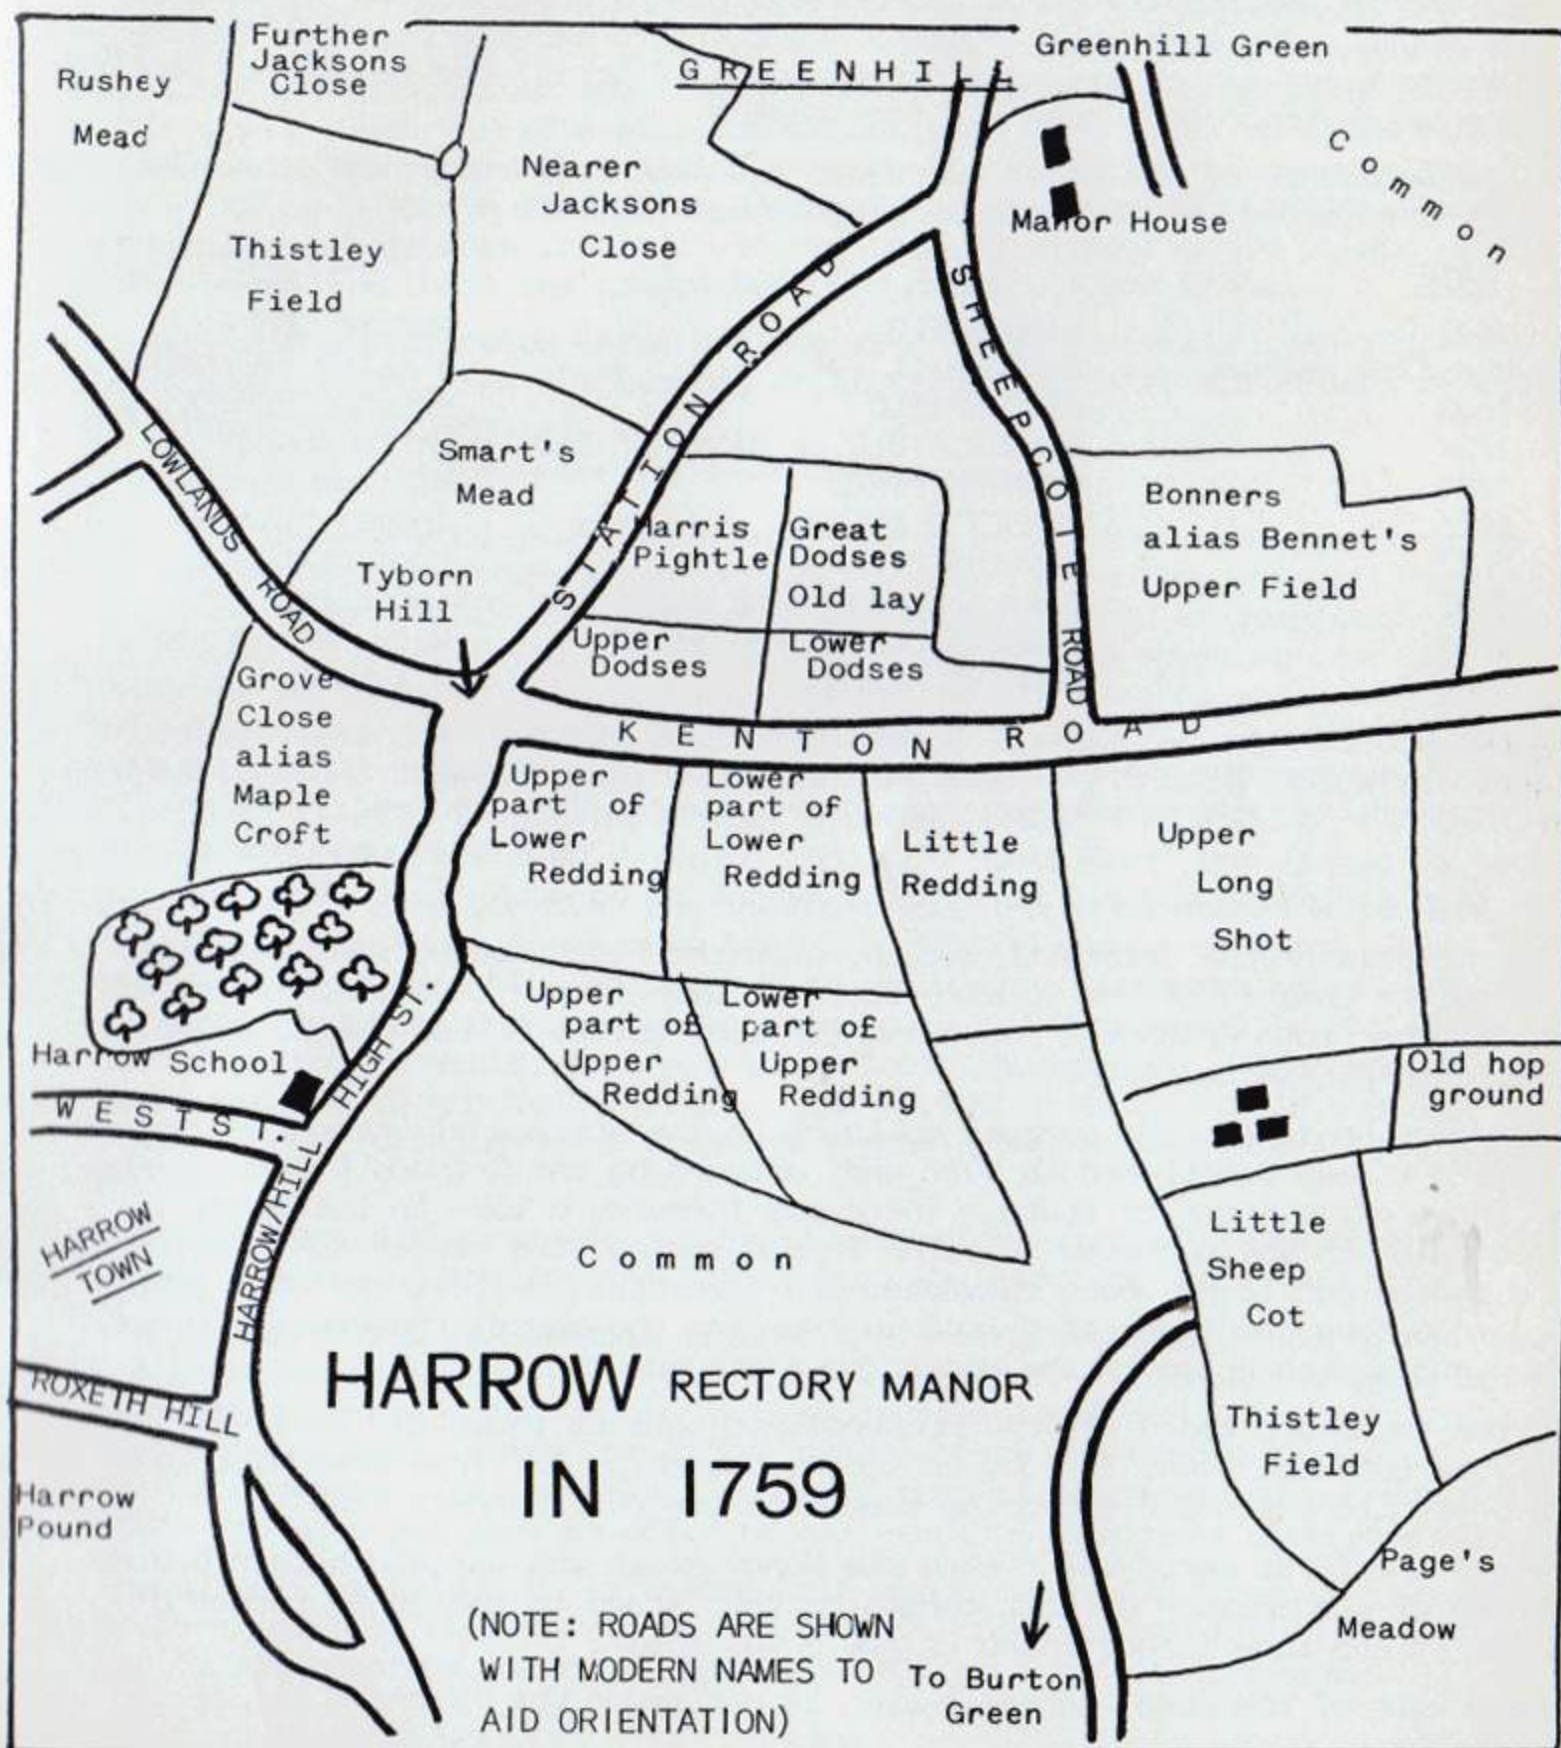 Further
Jacksons
Close
Rushey
Mead
GREENHILL
Greenhill Green
Common
Nearer
Jacksons
Close
Manor House
Thistley
Field
STATION ROAD
SHEEPCOTE ROAD
LOWLANDS ROAD
Smart's
Mead
Tyborn
Hill
Harris
Pightle
Great
Dodses
Old lay
Upper
Dodses
Lower
Dodses
Bonners
alias Bennet's
Upper Field
Grove
Close
alias
Maple
Croft
KENTON ROAD
Upper
part of
Lower
Redding
Lower
part of
Lower
Redding
Little
Redding
Upper
Long
Shot
Upper
part of
Upper
Redding
Lower
part of
Upper
Redding
Old hop
ground
Harrow School
HIGH ST.
WEST ST.
HARROW/HILL
HARROW
TOWN
Common
Little
Sheep
Cot
ROXETH HILL
HARROW RECTORY MANOR
IN 1759
Thistley
Field
Harrow
Pound
Page's
Meadow
(NOTE: ROADS ARE SHOWN
WITH MODERN NAMES TO
AID ORIENTATION)
To Burton
Green